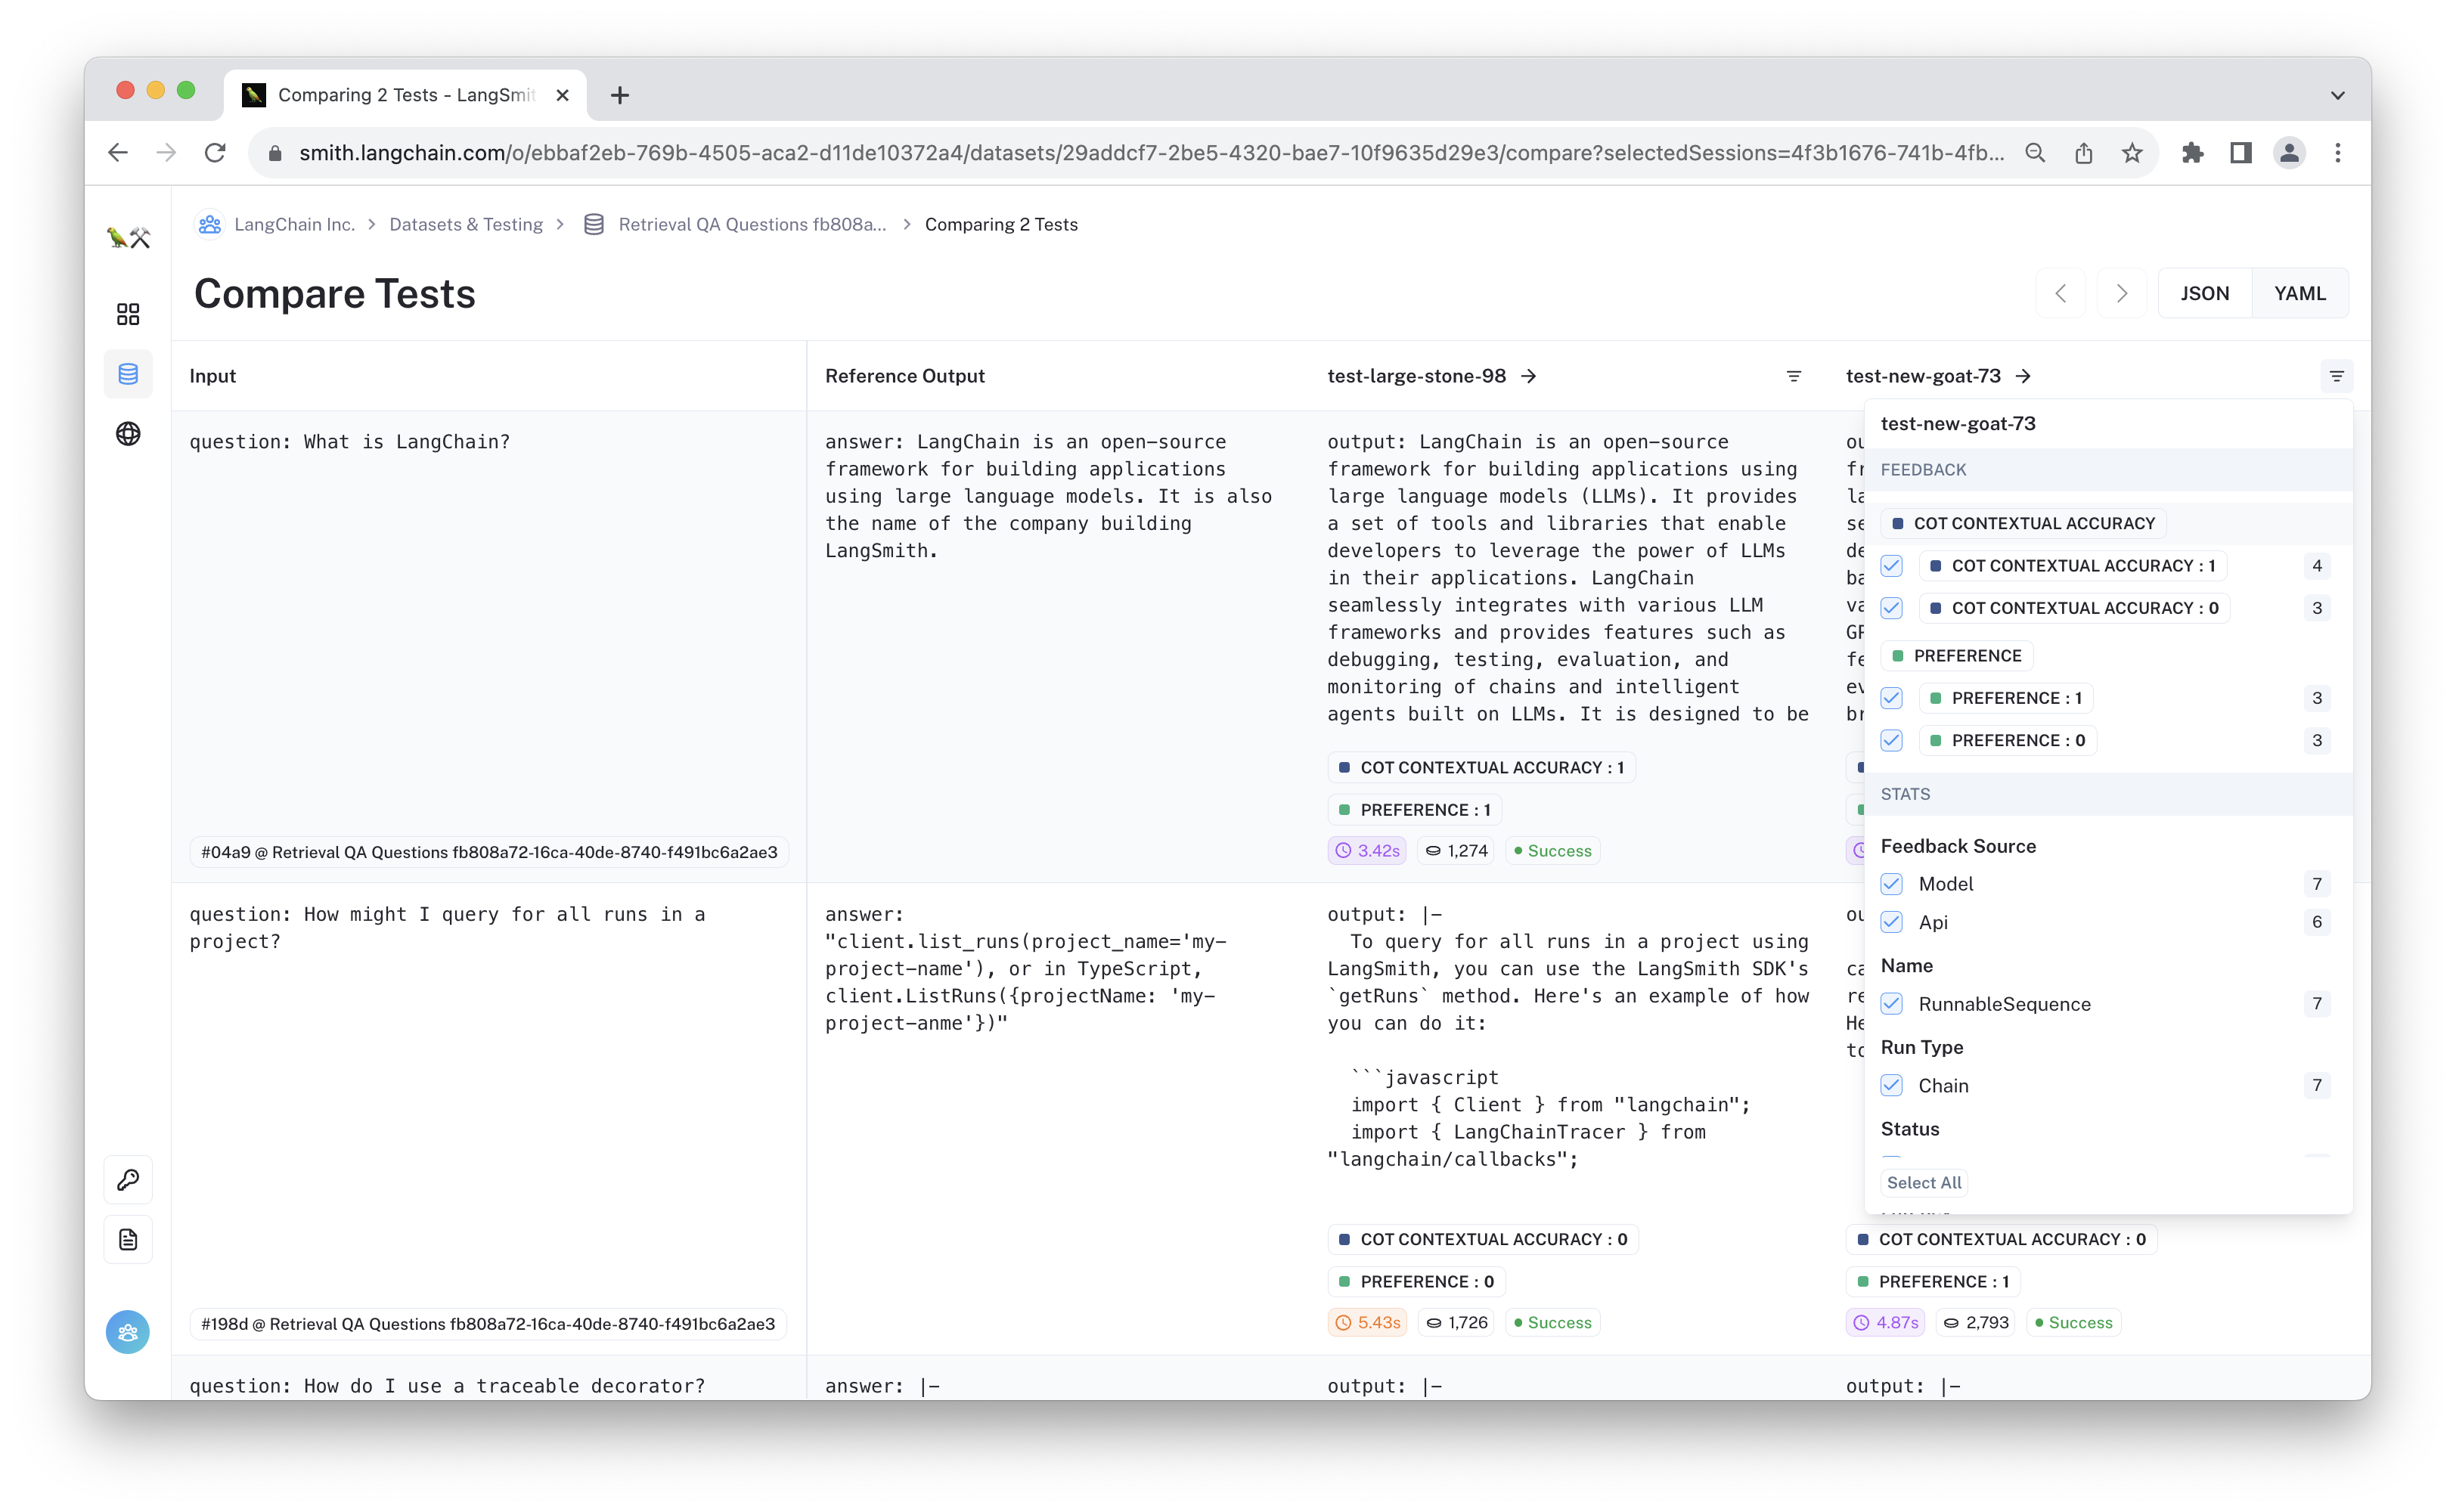 Comparing 2 Tests - LangSmit
smith.langchain.com/o/ebbaf2eb-769b-4505-aca2-d11de10372a4/datasets/29addcf7-2be5-4320-bae7-10f9635d29e3/compare?selectedSessions=4f3b1676-741b-4fb...
LangChain Inc. > Datasets & Testing > Retrieval QA Questions fb808a... > Comparing 2 Tests
Compare Tests
JSON YAML
Input
Reference Output
test-large-stone-98 →
test-new-goat-73 →
question: What is LangChain?
#04a9 @ Retrieval QA Questions fb808a72-16ca-40de-8740-f491bc6a2ae3
answer: LangChain is an open-source
framework for building applications
using large language models. It is also
the name of the company building
LangSmith.
output: LangChain is an open-source
framework for building applications using
large language models (LLMs). It provides
a set of tools and libraries that enable
developers to leverage the power of LLMs
in their applications. LangChain
seamlessly integrates with various LLM
frameworks and provides features such as
debugging, testing, evaluation, and
monitoring of chains and intelligent
agents built on LLMs. It is designed to be
COT CONTEXTUAL ACCURACY : 1
PREFERENCE : 1
3.42s 1,274 Success
test-new-goat-73
FEEDBACK
COT CONTEXTUAL ACCURACY
COT CONTEXTUAL ACCURACY : 1 4
COT CONTEXTUAL ACCURACY : 0 3
PREFERENCE
PREFERENCE : 1 3
PREFERENCE : 0 3
STATS
Feedback Source
Model 7
Api 6
Name
RunnableSequence 7
Run Type
Chain 7
Status
Select All
question: How might I query for all runs in a
project?
#198d @ Retrieval QA Questions fb808a72-16ca-40de-8740-f491bc6a2ae3
answer:
"client.list_runs(project_name='my-
project-name'), or in TypeScript,
client.ListRuns({projectName: 'my-
project-anme'})"
output: |-
To query for all runs in a project using
LangSmith, you can use the LangSmith SDK's
`getRuns` method. Here's an example of how
you can do it:
```javascript
import { Client } from "langchain";
import { LangChainTracer } from
"langchain/callbacks";
COT CONTEXTUAL ACCURACY : 0
PREFERENCE : 0
5.43s 1,726 Success
COT CONTEXTUAL ACCURACY : 0
PREFERENCE : 1
4.87s 2,793 Success
question: How do I use a traceable decorator?
answer: |-
output: |-
output: |-